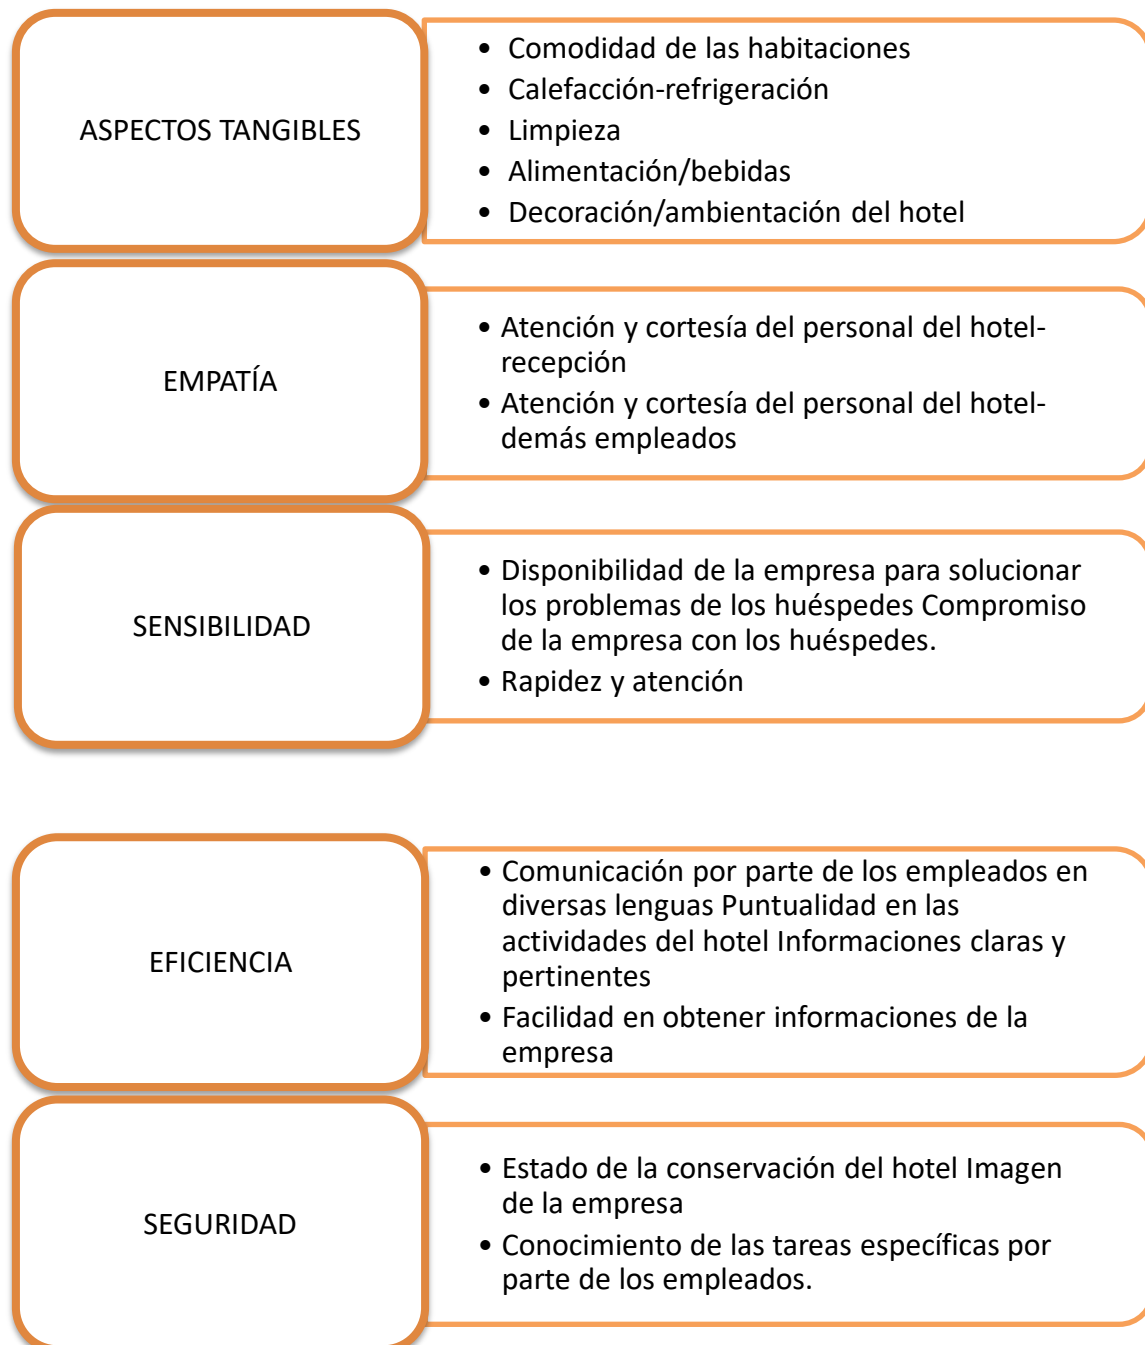 ASPECTOS TANGIBLES
• Comodidad de las habitaciones
• Calefacción-refrigeración
• Limpieza
• Alimentación/bebidas
• Decoración/ambientación del hotel
EMPATÍA
• Atención y cortesía del personal del hotel-
recepción
• Atención y cortesía del personal del hotel-
demás empleados
SENSIBILIDAD
• Disponibilidad de la empresa para solucionar
los problemas de los huéspedes Compromiso
de la empresa con los huéspedes.
• Rapidez y atención
EFICIENCIA
• Comunicación por parte de los empleados en
diversas lenguas Puntualidad en las
actividades del hotel Informaciones claras y
pertinentes
• Facilidad en obtener informaciones de la
empresa
SEGURIDAD
• Estado de la conservación del hotel Imagen
de la empresa
• Conocimiento de las tareas específicas por
parte de los empleados.